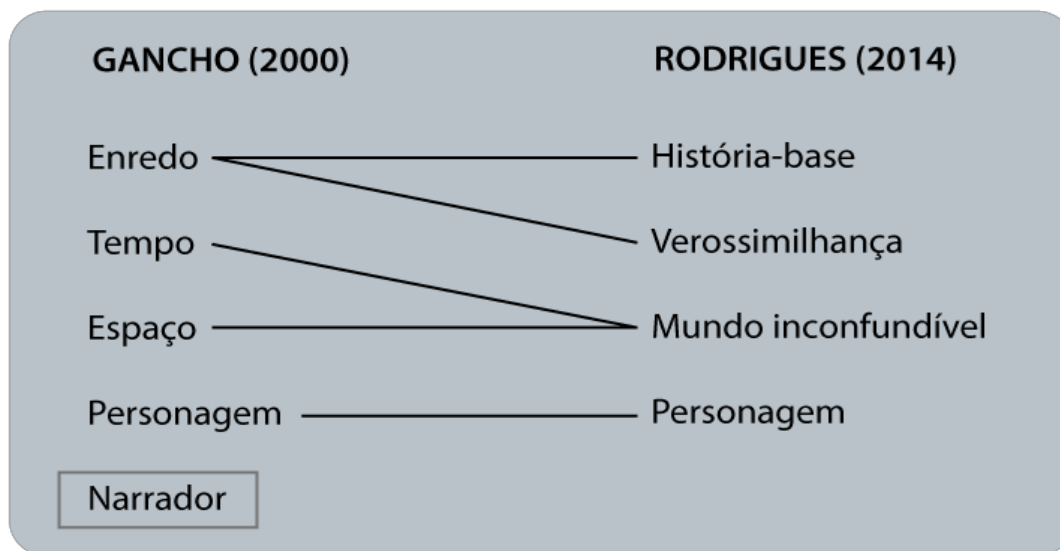 GANCHO (2000)
RODRIGUES (2014)
Enredo
História-base
Tempo
Verossimilhança
Espaço
Mundo inconfundível
Personagem
Personagem
Narrador